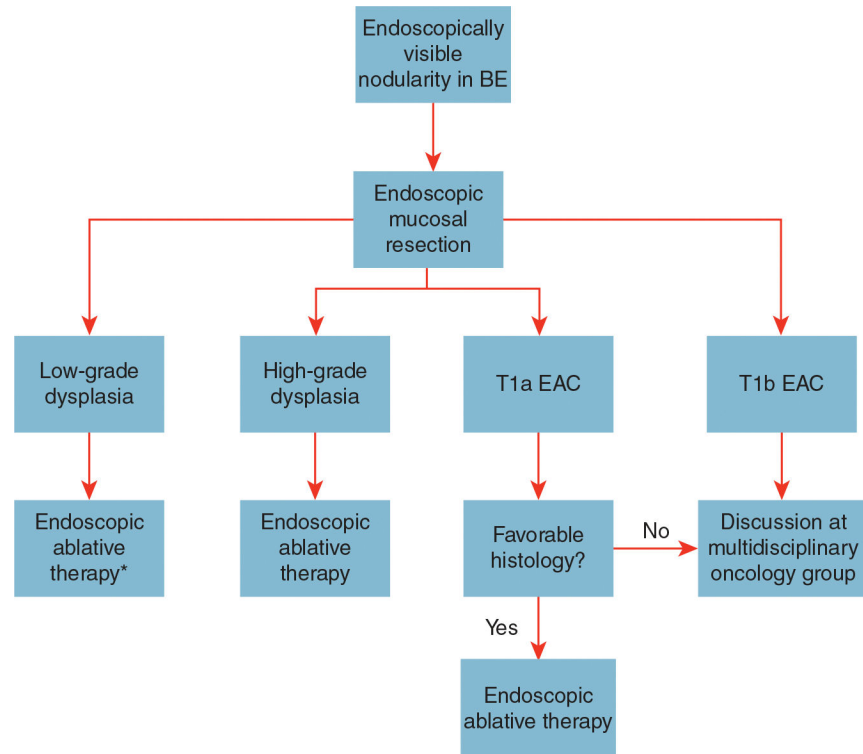 Endoscopically
visible
nodularity in BE
Endoscopic
mucosal
resection
Low-grade
dysplasia
High-grade
dysplasia
T1a EAC
T1b EAC
Endoscopic
ablative
therapy*
Endoscopic
ablative
therapy
Favorable
histology?
No
Discussion at
multidisciplinary
oncology group
Yes
Endoscopic
ablative therapy